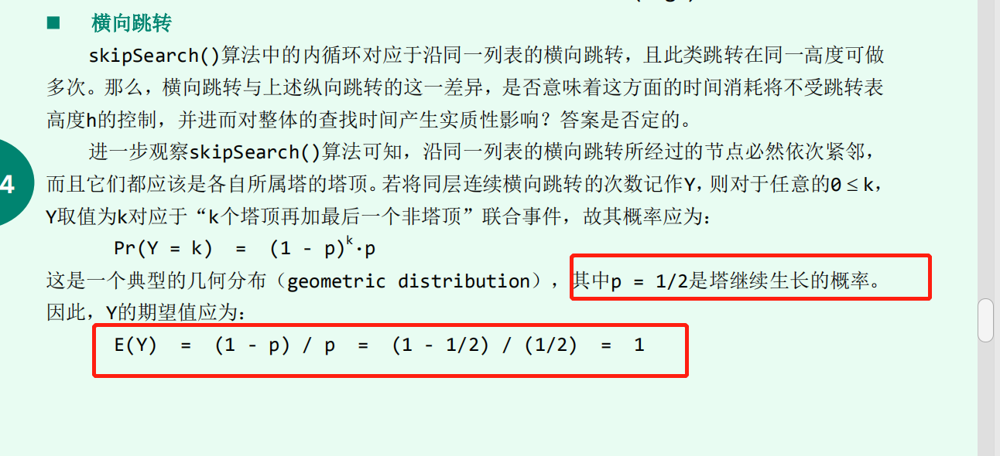 横向跳转
skipSearch()算法中的内循环对应于沿同一列表的横向跳转，且此类跳转在同一高度可做
多次。那么，横向跳转与上述纵向跳转的这一差异，是否意味着这方面的时间消耗将不受跳转表
高度h的控制，并进而对整体的查找时间产生实质性影响？答案是否定的。
进一步观察skipSearch()算法可知，沿同一列表的横向跳转所经过的节点必然依次紧邻，
4
而且它们都应该是各自所属塔的塔顶。若将同层连续横向跳转的次数记作Y，则对于任意的0 ≤ k，
Y取值为k对应于“k个塔顶再加最后一个非塔顶”联合事件，故其概率应为：
Pr(Y = k) = (1 - p)^k·p
这是一个典型的几何分布（geometric distribution），其中p = 1/2是塔继续生长的概率。
因此，Y的期望值应为：
E(Y) = (1 - p) / p = (1 - 1/2) / (1/2) = 1